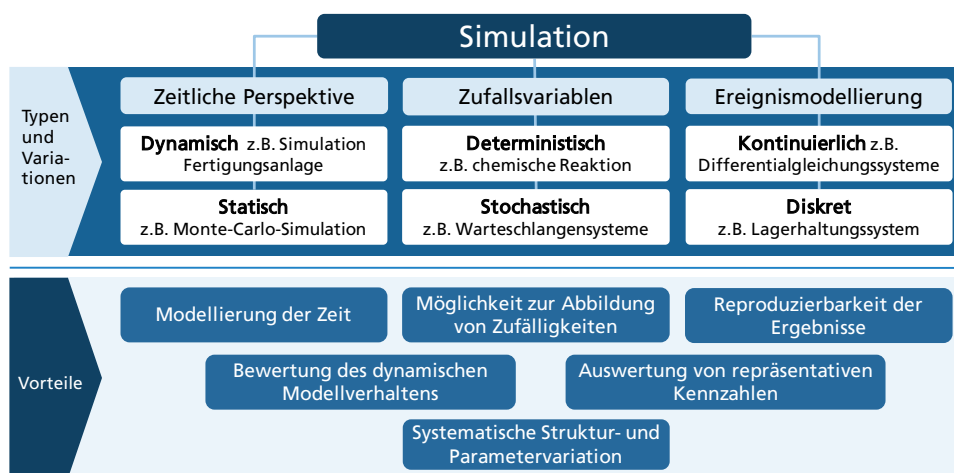 Simulation
Typen
und
Varia-
tionen
Zeitliche Perspektive
Zufallsvariablen
Ereignismodellierung
Dynamisch z.B. Simulation
Fertigungsanlage
Deterministisch
z.B. chemische Reaktion
Kontinuierlich z.B.
Differentialgleichungssysteme
Statisch
z.B. Monte-Carlo-Simulation
Stochastisch
z.B. Warteschlangensysteme
Diskret
z.B. Lagerhaltungssystem
Vorteile
Modellierung der Zeit
Möglichkeit zur Abbildung
von Zufälligkeiten
Reproduzierbarkeit der
Ergebnisse
Bewertung des dynamischen
Modellverhaltens
Auswertung von repräsentativen
Kennzahlen
Systematische Struktur- und
Parametervariation